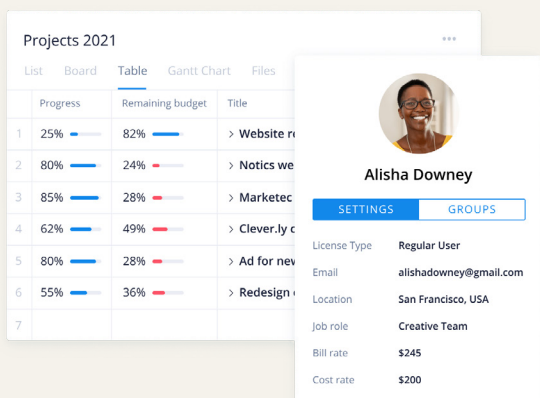 Projects 2021
List Board Table Gantt Chart Files
Progress Remaining budget Title
1 25% 82% > Website
2 80% 24% > Notics we
3 85% 28% > Marketec
4 62% 49% > Clever.ly
5 80% 28% > Ad for new
6 55% 36% > Redesign
7
Alisha Downey
SETTINGS GROUPS
License Type Regular User
Email alishadowney@gmail.com
Location San Francisco, USA
Job role Creative Team
Bill rate $245
Cost rate $200